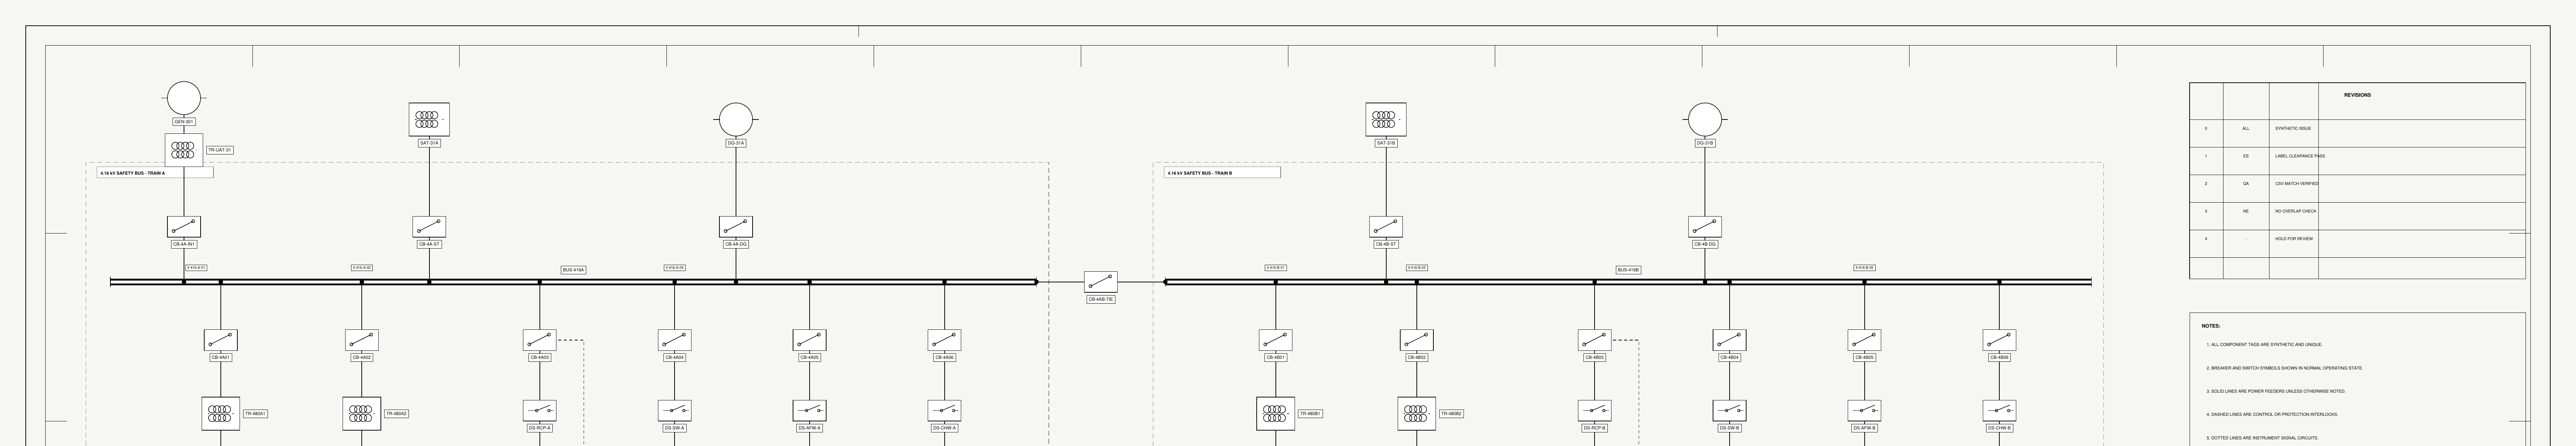 GEN-301
TR-UAT-31
SAT-31A
DG-31A
SAT-31B
DG-31B
4.16 kV SAFETY BUS - TRAIN A
4.16 kV SAFETY BUS - TRAIN B
CB-4A-IN1
CB-4A-ST
CB-4A-DG
CB-4B-ST
CB-4B-DG
BUS-416A
BUS-416B
CB-4AB-TIE
CB-4A01
CB-4A02
CB-4A03
CB-4A04
CB-4A05
CB-4A06
CB-4B01
CB-4B02
CB-4B03
CB-4B04
CB-4B05
CB-4B06
TR-480A1
TR-480A2
TR-480B1
TR-480B2
DS-RCP-A
DS-SW-A
DS-AFW-A
DS-CHW-A
DS-RCP-B
DS-SW-B
DS-AFW-B
DS-CHW-B
REVISIONS
0 ALL SYNTHETIC ISSUE
1 ES LABEL CLEARANCE PASS
2 QA CSV MATCH VERIFIED
3 NE NO OVERLAP CHECK
4 - HOLD FOR REVIEW
NOTES:
1. ALL COMPONENT TAGS ARE SYNTHETIC AND UNIQUE.
2. BREAKER AND SWITCH SYMBOLS SHOWN IN NORMAL OPERATING STATE.
3. SOLID LINES ARE POWER FEEDERS UNLESS OTHERWISE NOTED.
4. DASHED LINES ARE CONTROL OR PROTECTION INTERLOCKS.
5. DOTTED LINES ARE INSTRUMENT SIGNAL CIRCUITS.